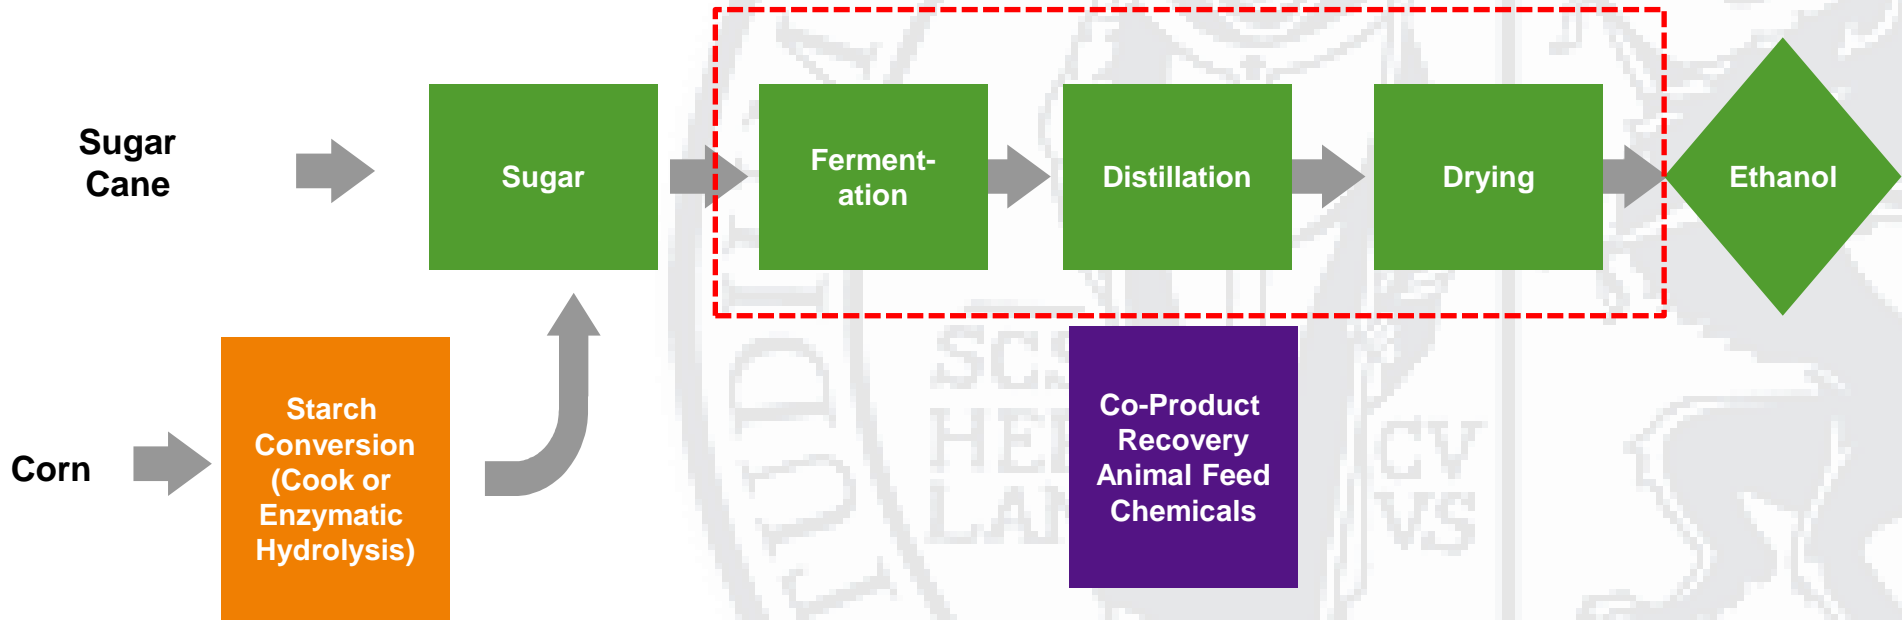 Sugar
Cane
Sugar
Ferment-
ation
Distillation
Drying
Ethanol
Corn
Starch
Conversion
(Cook or
Enzymatic
Hydrolysis)
Co-Product
Recovery
Animal Feed
Chemicals